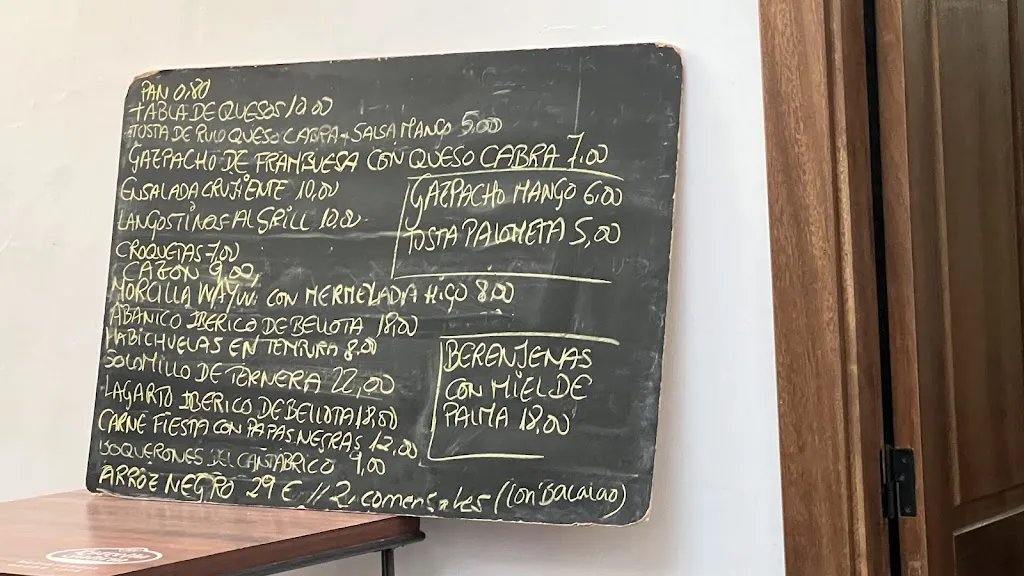 PAN 0,80
TABLA DE QUESOS 10,00
TOSTA DE RULO QUESO CABRA + SALSA MANGO 5,00
GAZPACHO DE FRAMBUESA CON QUESO CABRA 7,00
ENSALADA CRUJIENTE 10,00
LANGOSTINOS AL GRILL 10,00
CROQUETAS 7,00
CAZON 9,00
MORCILLA WAYUU CON MERMELADA HIGO 8,00
ABANICO IBERICO DE BELLOTA 18,00
HABICHUELAS EN TEMPURA 8,00
SOLOMILLO DE TERNERA 22,00
LAGARTO IBERICO DE BELLOTA 18,00
CARNE FIESTA CON PAPAS NEGRAS 12,00
BOQUERONES DEL CANTABRICO 9,00
ARROZ NEGRO 29 € // 2 comensales (con Bacalao)
GAZPACHO MANGO 6,00
TOSTA PALOMETA 5,00
BERENJENAS
CON MIEL DE
PALMA 18,00